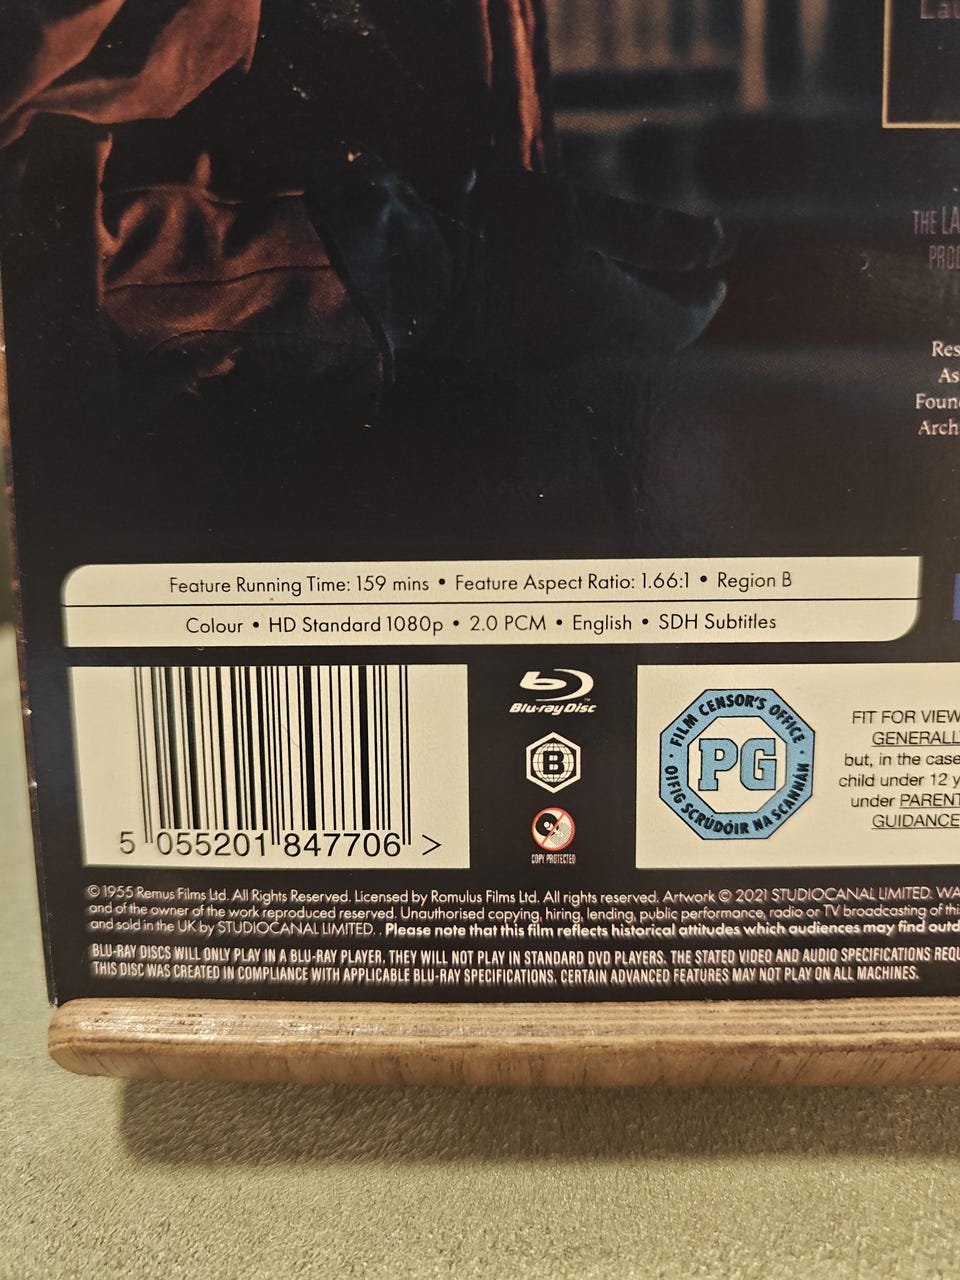 THE LA
PROD
Res
As
Foun
Arch
Feature Running Time: 159 mins • Feature Aspect Ratio: 1.66:1 • Region B
Colour • HD Standard 1080p • 2.0 PCM • English • SDH Subtitles
Blu-ray Disc
B
COPY PROTECTED
5 055201 847706 >
FILM CENSOR'S OFFICE
PG
OIFIG SCRÚDÓIR NA SCANNÁN
FIT FOR VIEW
GENERALL
but, in the case
child under 12 y
under PARENT
GUIDANCE
© 1955 Remus Films Ltd. All Rights Reserved. Licensed by Romulus Films Ltd. All rights reserved. Artwork © 2021 STUDIOCANAL LIMITED. WA
and of the owner of the work reproduced reserved. Unauthorised copying, hiring, lending, public performance, radio or TV broadcasting of this
and sold in the UK by STUDIOCANAL LIMITED. . Please note that this film reflects historical attitudes which audiences may find outd
BLU-RAY DISCS WILL ONLY PLAY IN A BLU-RAY PLAYER. THEY WILL NOT PLAY IN STANDARD DVD PLAYERS. THE STATED VIDEO AND AUDIO SPECIFICATIONS REQU
THIS DISC WAS CREATED IN COMPLIANCE WITH APPLICABLE BLU-RAY SPECIFICATIONS. CERTAIN ADVANCED FEATURES MAY NOT PLAY ON ALL MACHINES.